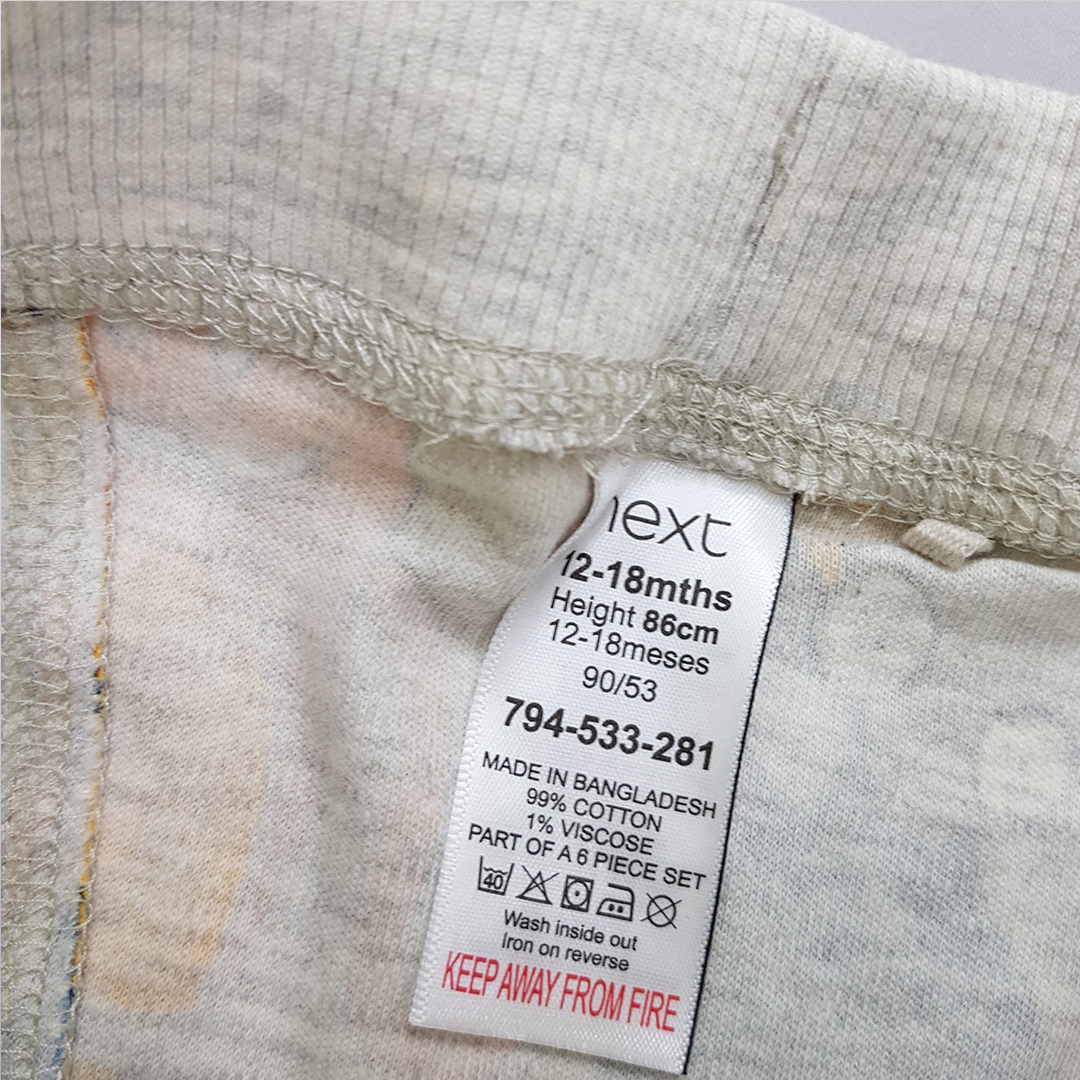 next
12-18mths
Height 86cm
12-18meses
90/53
794-533-281
MADE IN BANGLADESH
99% COTTON
1% VISCOSE
PART OF A 6 PIECE SET
40
Wash inside out
Iron on reverse
KEEP AWAY FROM FIRE